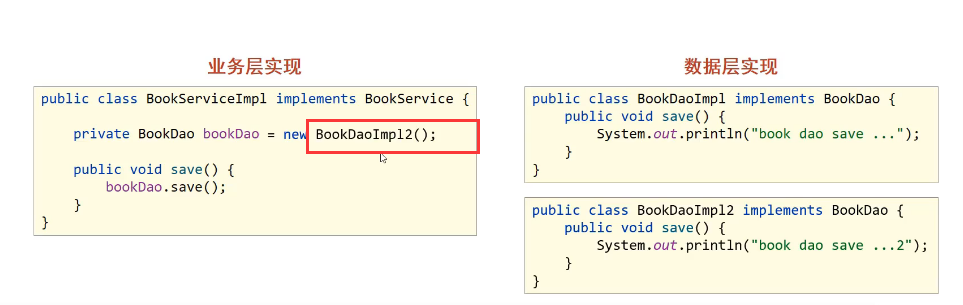 业务层实现
public class BookServiceImpl implements BookService {
private BookDao bookDao = new BookDaoImpl2();
public void save() {
bookDao.save();
}
}
数据层实现
public class BookDaoImpl implements BookDao {
public void save() {
System.out.println("book dao save ...");
}
}
public class BookDaoImpl2 implements BookDao {
public void save() {
System.out.println("book dao save ...2");
}
}